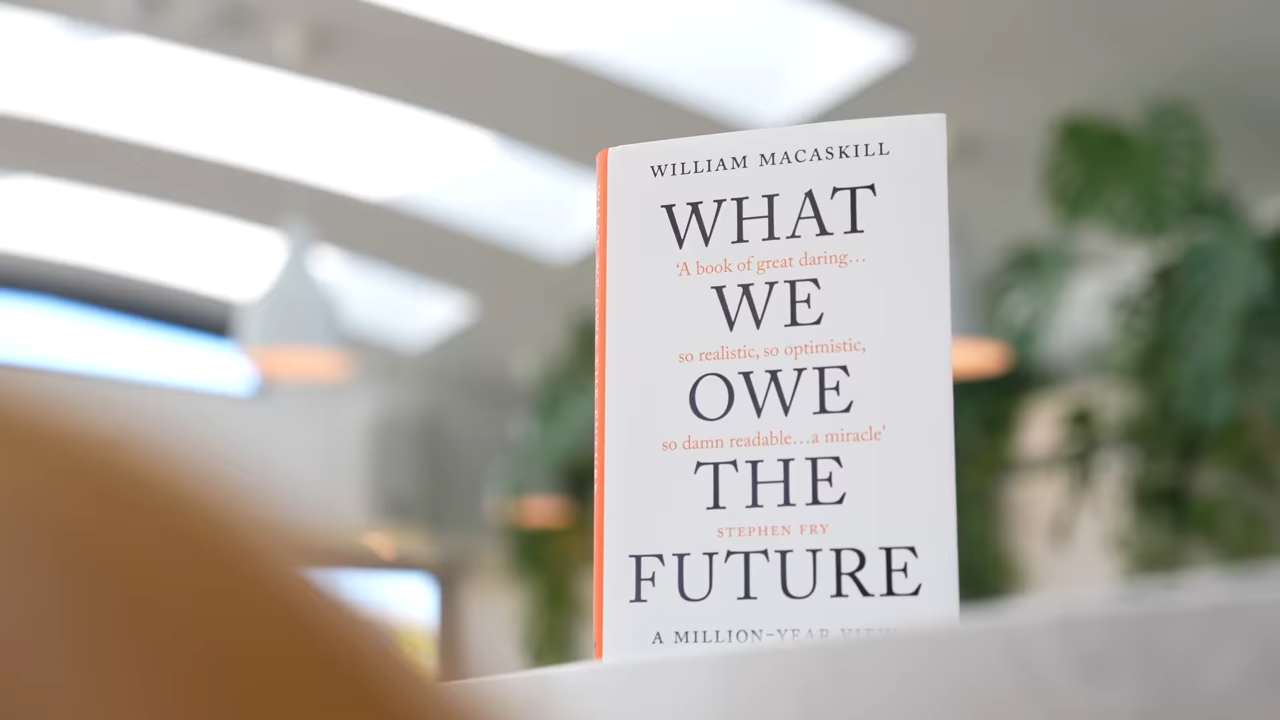 WILLIAM MACASKILL
WHAT
‘A book of great daring…
WE
so realistic, so optimistic,
OWE
so damn readable…a miracle’
THE
STEPHEN FRY
FUTURE
A MILLION-YEAR VIEW